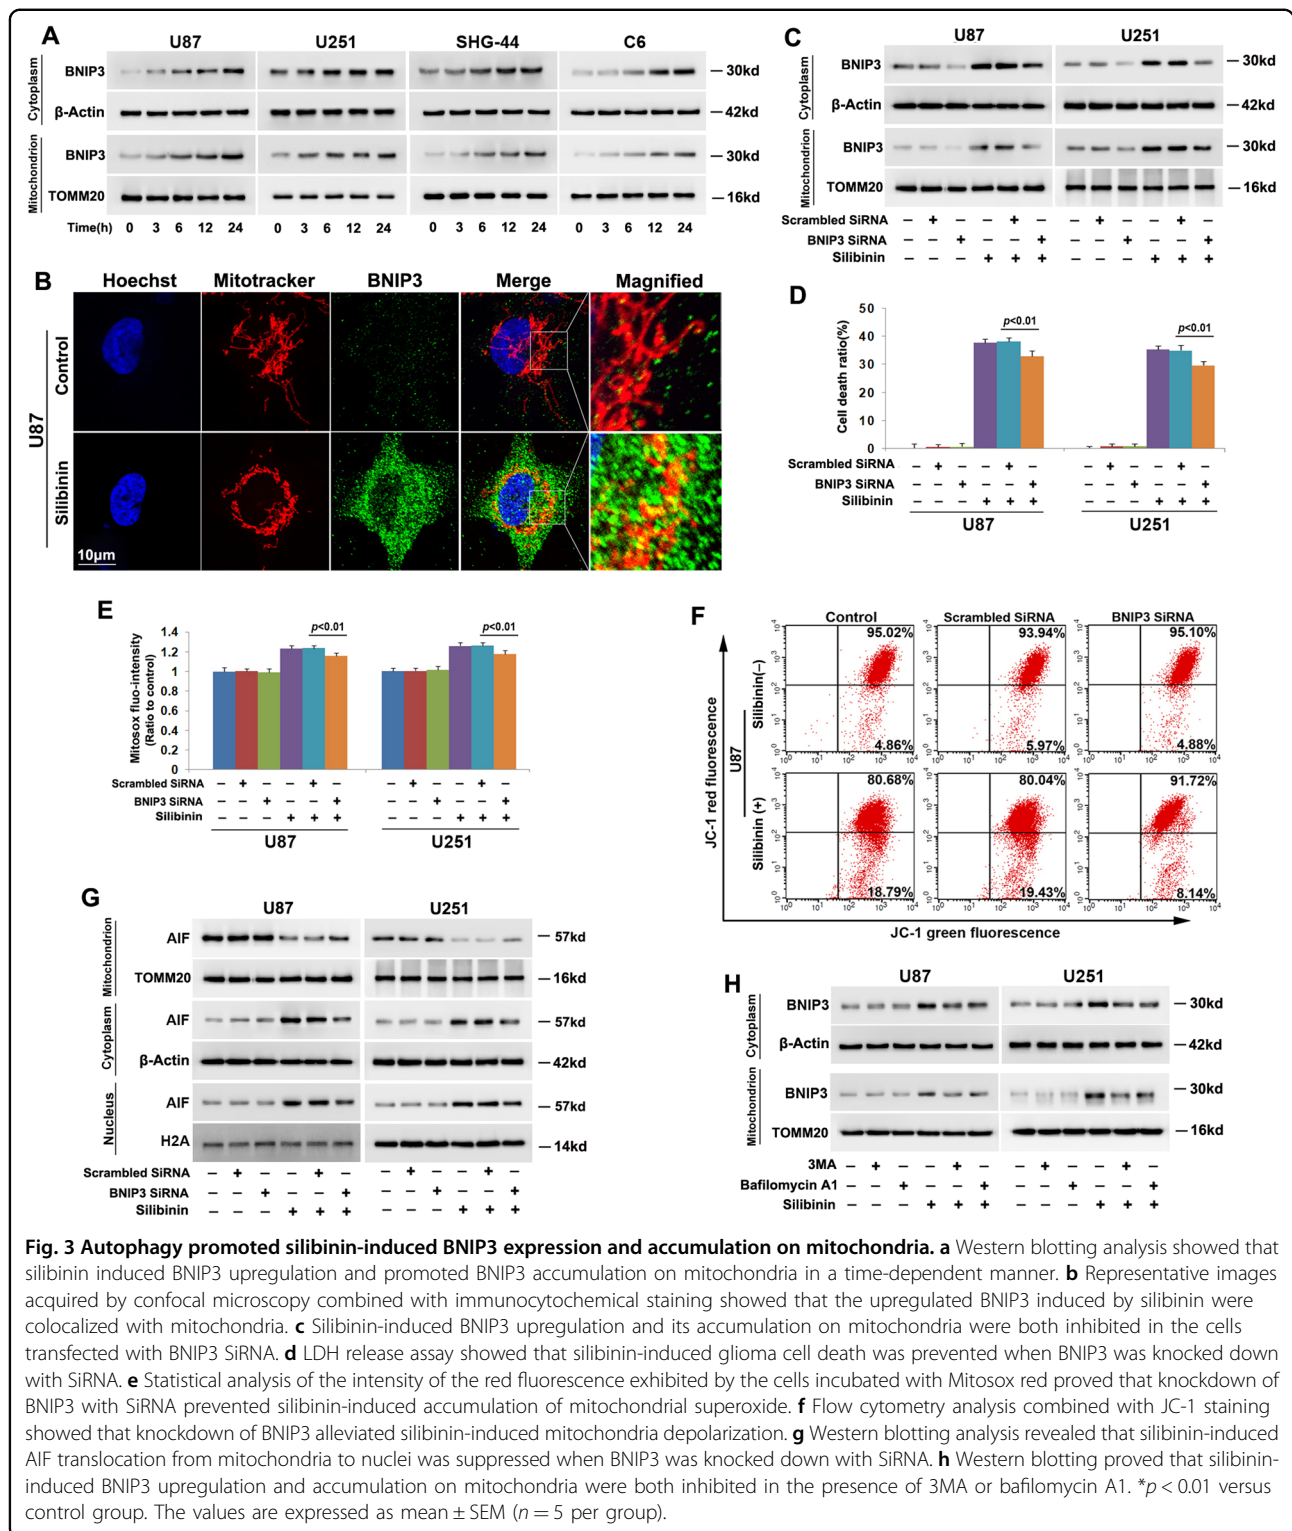 A
U87 U251 SHG-44 C6
Cytoplasm
BNIP3 30kd
β-Actin 42kd
Mitochondrion
BNIP3 30kd
TOMM20 16kd
Time(h) 0 3 6 12 24 0 3 6 12 24 0 3 6 12 24 0 3 6 12 24
B
Hoechst Mitotracker BNIP3 Merge Magnified
U87
Control
Silibinin
10μm
C
U87 U251
Cytoplasm
BNIP3 30kd
β-Actin 42kd
Mitochondrion
BNIP3 30kd
TOMM20 16kd
Scrambled SiRNA − + − − + − − + − − + −
BNIP3 SiRNA − − + − − + − − + − − +
Silibinin − − − + + + − − − + + +
D
Cell death ratio(%)
50
40
30
20
10
0
p<0.01 p<0.01
Scrambled SiRNA − + − − + − − + − − + −
BNIP3 SiRNA − − + − − + − − + − − +
Silibinin − − − + + + − − − + + +
U87 U251
E
Mitosox fluo-intensity
(Ratio to control)
1.4
1.2
1
0.8
0.6
0.4
0.2
0
p<0.01 p<0.01
Scrambled SiRNA − + − − + − − + − − + −
BNIP3 SiRNA − − + − − + − − + − − +
Silibinin − − − + + + − − − + + +
U87 U251
F
Control Scrambled SiRNA BNIP3 SiRNA
JC-1 red fluorescence
U87
Silibinin(−)
95.02% 93.94% 95.10%
4.86% 5.97% 4.88%
10⁰ 10¹ 10² 10³ 10⁴
Silibinin (+)
80.68% 80.04% 91.72%
18.79% 19.43% 8.14%
10⁰ 10¹ 10² 10³ 10⁴
JC-1 green fluorescence
G
U87 U251
Mitochondrion
AIF 57kd
TOMM20 16kd
Cytoplasm
AIF 57kd
β-Actin 42kd
Nucleus
AIF 57kd
H2A 14kd
Scrambled SiRNA − + − − + − − + − − + −
BNIP3 SiRNA − − + − − + − − + − − +
Silibinin − − − + + + − − − + + +
H
U87 U251
Cytoplasm
BNIP3 30kd
β-Actin 42kd
Mitochondrion
BNIP3 30kd
TOMM20 16kd
3MA − + − − + − − + − − + −
Bafilomycin A1 − − + − − + − − + − − +
Silibinin − − − + + + − − − + + +
Fig. 3 Autophagy promoted silibinin-induced BNIP3 expression and accumulation on mitochondria. a Western blotting analysis showed that
silibinin induced BNIP3 upregulation and promoted BNIP3 accumulation on mitochondria in a time-dependent manner. b Representative images
acquired by confocal microscopy combined with immunocytochemical staining showed that the upregulated BNIP3 induced by silibinin were
colocalized with mitochondria. c Silibinin-induced BNIP3 upregulation and its accumulation on mitochondria were both inhibited in the cells
transfected with BNIP3 SiRNA. d LDH release assay showed that silibinin-induced glioma cell death was prevented when BNIP3 was knocked down
with SiRNA. e Statistical analysis of the intensity of the red fluorescence exhibited by the cells incubated with Mitosox red proved that knockdown of
BNIP3 with SiRNA prevented silibinin-induced accumulation of mitochondrial superoxide. f Flow cytometry analysis combined with JC-1 staining
showed that knockdown of BNIP3 alleviated silibinin-induced mitochondria depolarization. g Western blotting analysis revealed that silibinin-induced
AIF translocation from mitochondria to nuclei was suppressed when BNIP3 was knocked down with SiRNA. h Western blotting proved that silibinin-
induced BNIP3 upregulation and accumulation on mitochondria were both inhibited in the presence of 3MA or bafilomycin A1. *p < 0.01 versus
control group. The values are expressed as mean ± SEM (n = 5 per group).